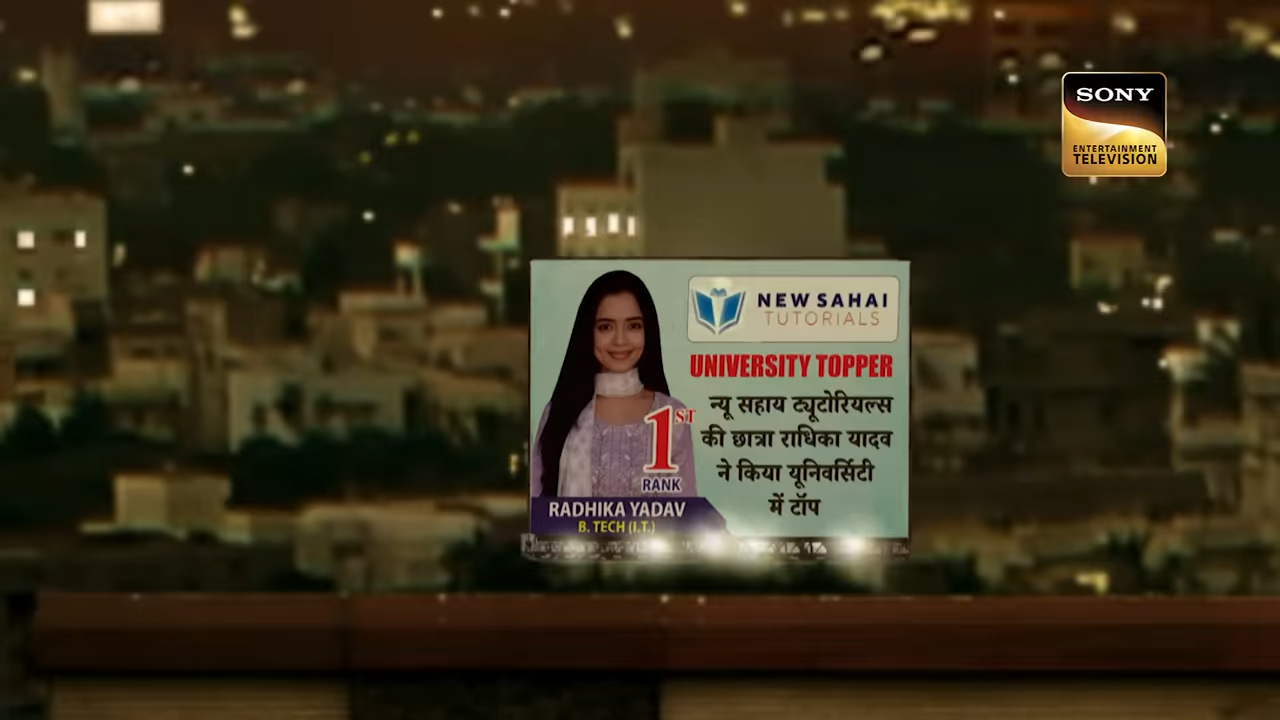 SONY
ENTERTAINMENT
TELEVISION
NEW SAHAI
TUTORIALS
UNIVERSITY TOPPER
न्यू सहाय ट्यूटोरियल्स
की छात्रा राधिका यादव
ने किया यूनिवर्सिटी
में टॉप
1ST
RANK
RADHIKA YADAV
B. TECH (I.T.)